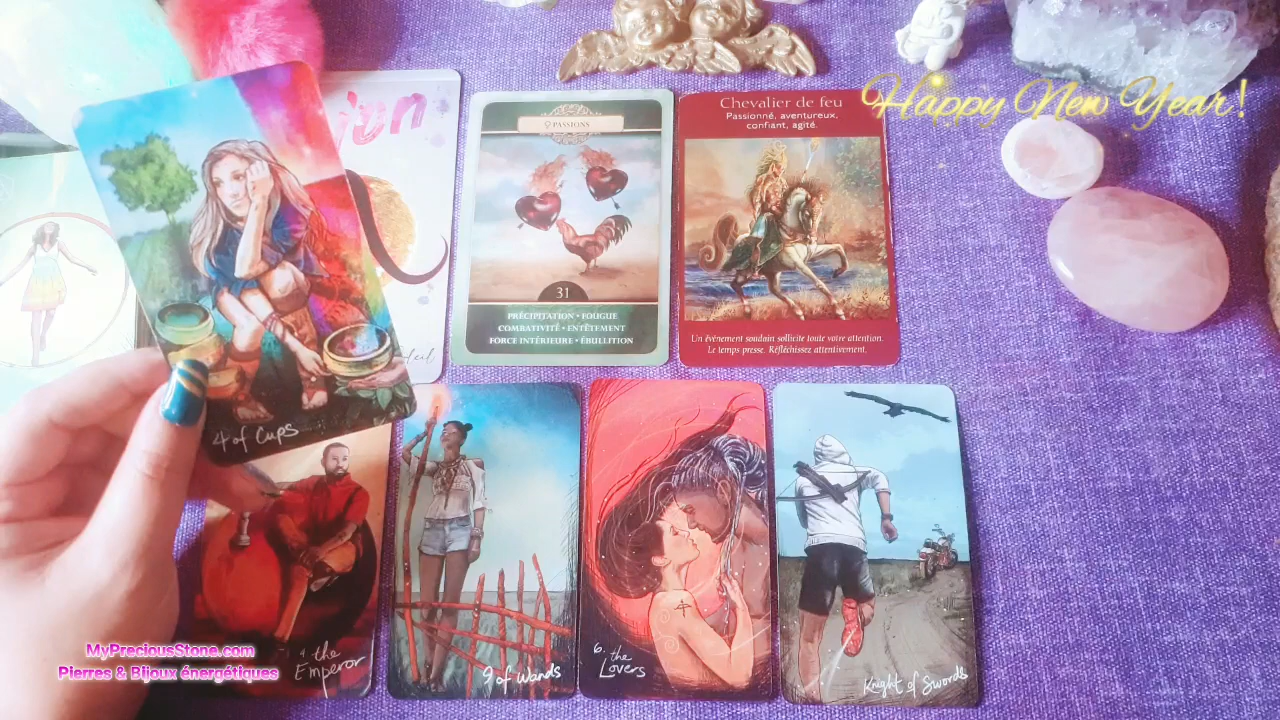 Happy New Year!
PASSIONS
31
PRÉCIPITATION • FOUGUE
COMBATIVITÉ • ENTÊTEMENT
FORCE INTÉRIEURE • ÉBULLITION
Chevalier de feu
Passionné, aventureux,
confiant, agité.
Un événement soudain sollicite toute votre attention.
Le temps presse. Réfléchissez attentivement.
4 of Cups
4. the
Emperor
9 of Wands
6. the
Lovers
Knight of Swords
MyPreciousStone.com
Pierres & Bijoux énergétiques